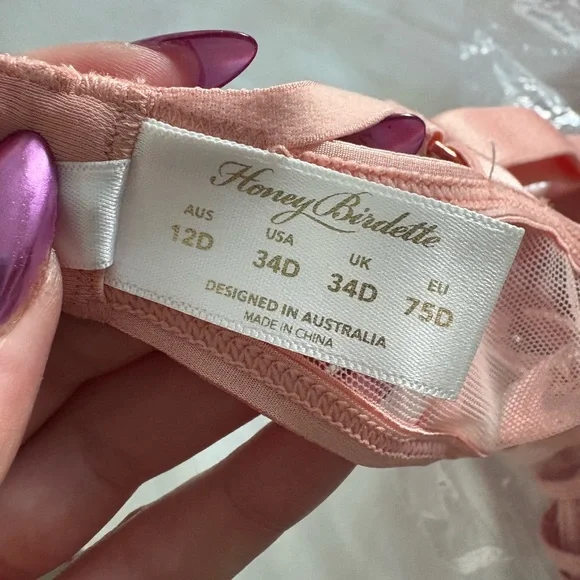 Honey Birdette
AUS USA UK EU
12D 34D 34D 75D
DESIGNED IN AUSTRALIA
MADE IN CHINA